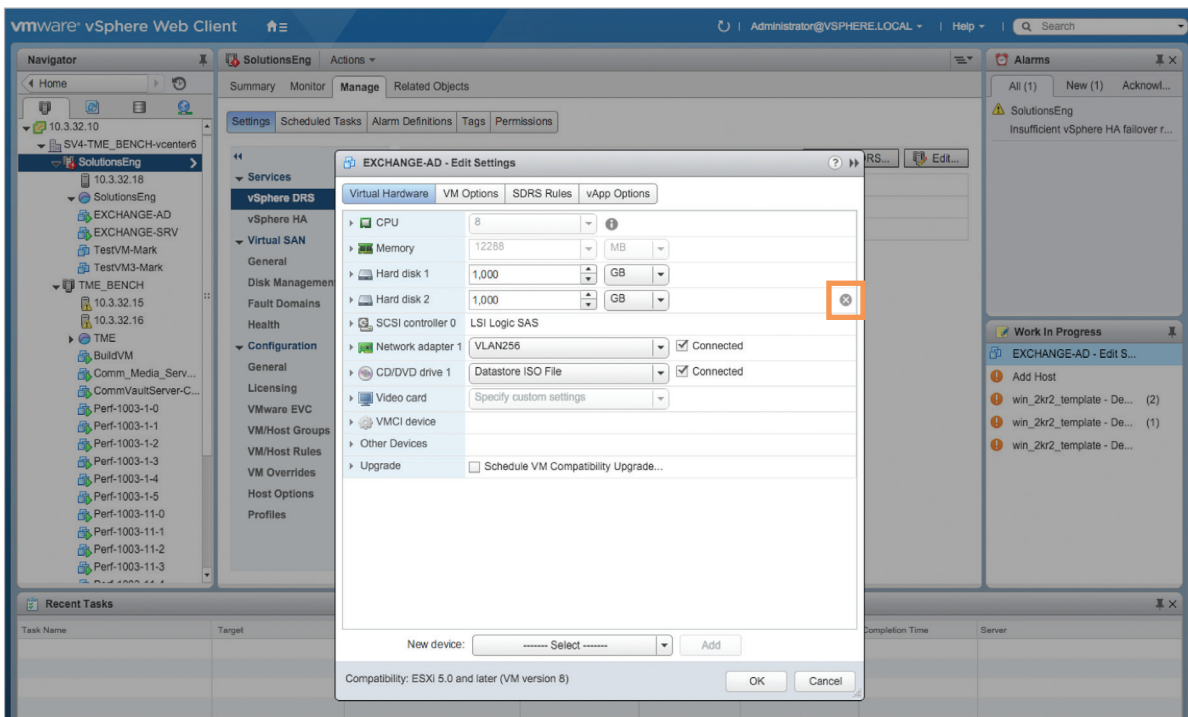 vmware® vSphere Web Client
Administrator@VSPHERE.LOCAL
Help
Search
Navigator
Home
10.3.32.10
SV4-TME_BENCH-vcenter6
SolutionsEng
10.3.32.18
SolutionsEng
EXCHANGE-AD
EXCHANGE-SRV
TestVM-Mark
TestVM3-Mark
TME_BENCH
10.3.32.15
10.3.32.16
TME
BuildVM
Comm_Media_Serv...
CommVaultServer-C...
Perf-1003-1-0
Perf-1003-1-1
Perf-1003-1-2
Perf-1003-1-3
Perf-1003-1-4
Perf-1003-1-5
Perf-1003-11-0
Perf-1003-11-1
Perf-1003-11-2
Perf-1003-11-3
SolutionsEng Actions
Summary Monitor Manage Related Objects
Settings Scheduled Tasks Alarm Definitions Tags Permissions
RS... Edit...
Services
vSphere DRS
vSphere HA
Virtual SAN
General
Disk Managemen
Fault Domains
Health
Configuration
General
Licensing
VMware EVC
VM/Host Groups
VM/Host Rules
VM Overrides
Host Options
Profiles
EXCHANGE-AD - Edit Settings
Virtual Hardware VM Options SDRS Rules vApp Options
CPU 8
Memory 12288 MB
Hard disk 1 1,000 GB
Hard disk 2 1,000 GB
SCSI controller 0 LSI Logic SAS
Network adapter 1 VLAN256 Connected
CD/DVD drive 1 Datastore ISO File Connected
Video card Specify custom settings
VMCI device
Other Devices
Upgrade Schedule VM Compatibility Upgrade...
New device: ------- Select ------- Add
Compatibility: ESXi 5.0 and later (VM version 8)
OK Cancel
Alarms
All (1) New (1) Acknowl...
SolutionsEng
Insufficient vSphere HA failover r...
Work In Progress
EXCHANGE-AD - Edit S...
Add Host
win_2kr2_template - De... (2)
win_2kr2_template - De... (1)
win_2kr2_template - De...
Recent Tasks
Task Name Target Completion Time Server